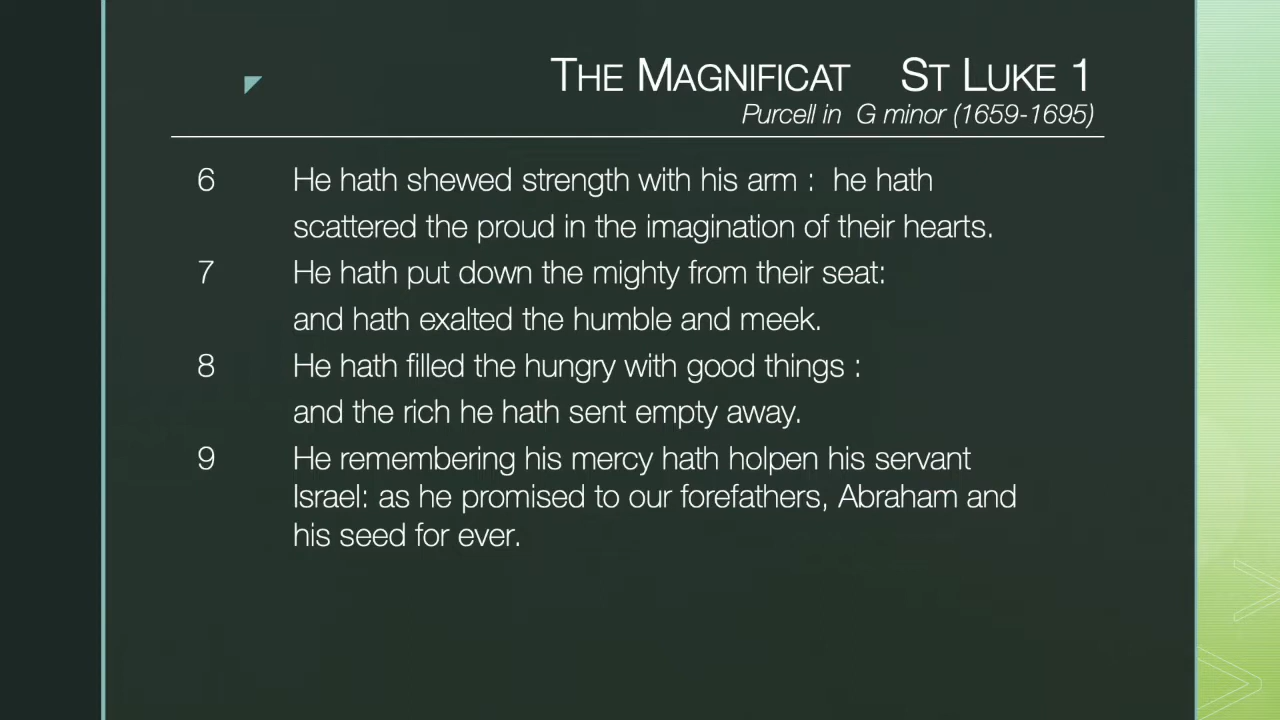 THE MAGNIFICAT ST LUKE 1
Purcell in G minor (1659-1695)
6 He hath shewed strength with his arm : he hath
scattered the proud in the imagination of their hearts.
7 He hath put down the mighty from their seat:
and hath exalted the humble and meek.
8 He hath filled the hungry with good things :
and the rich he hath sent empty away.
9 He remembering his mercy hath holpen his servant
Israel: as he promised to our forefathers, Abraham and
his seed for ever.